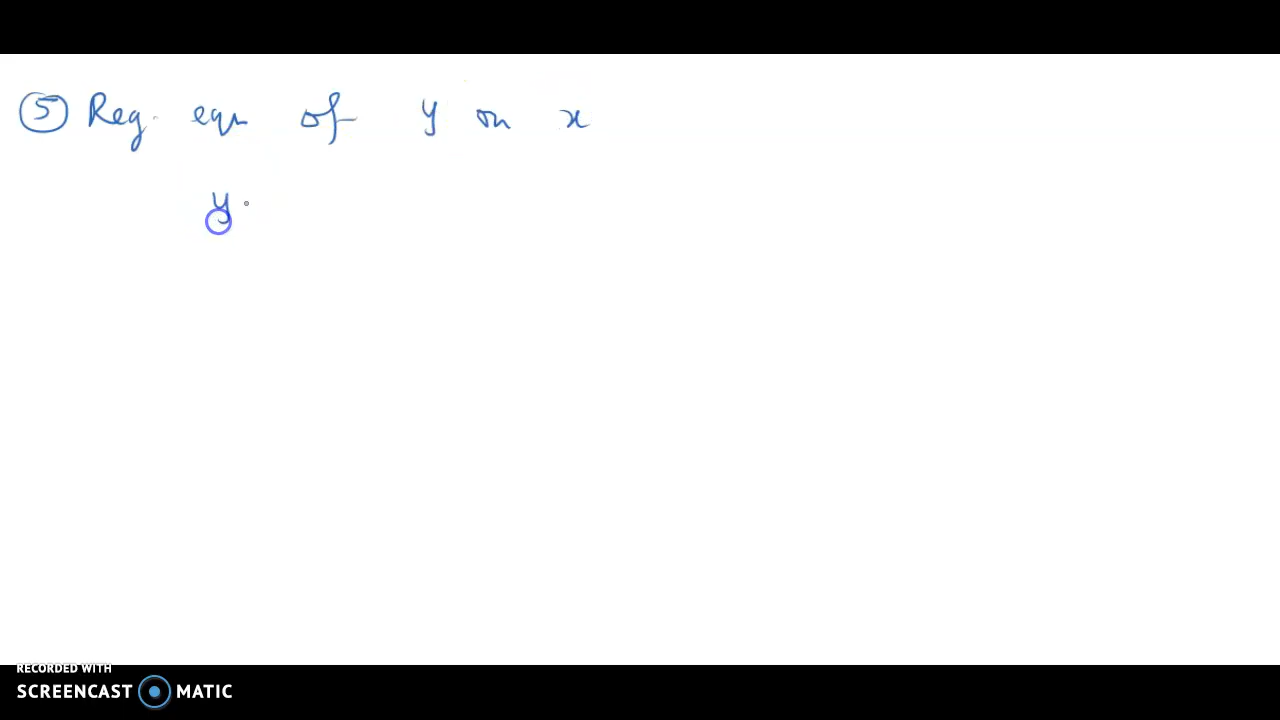 ⑤ Reg. eqn of y on x
y
RECORDED WITH
SCREENCAST MATIC